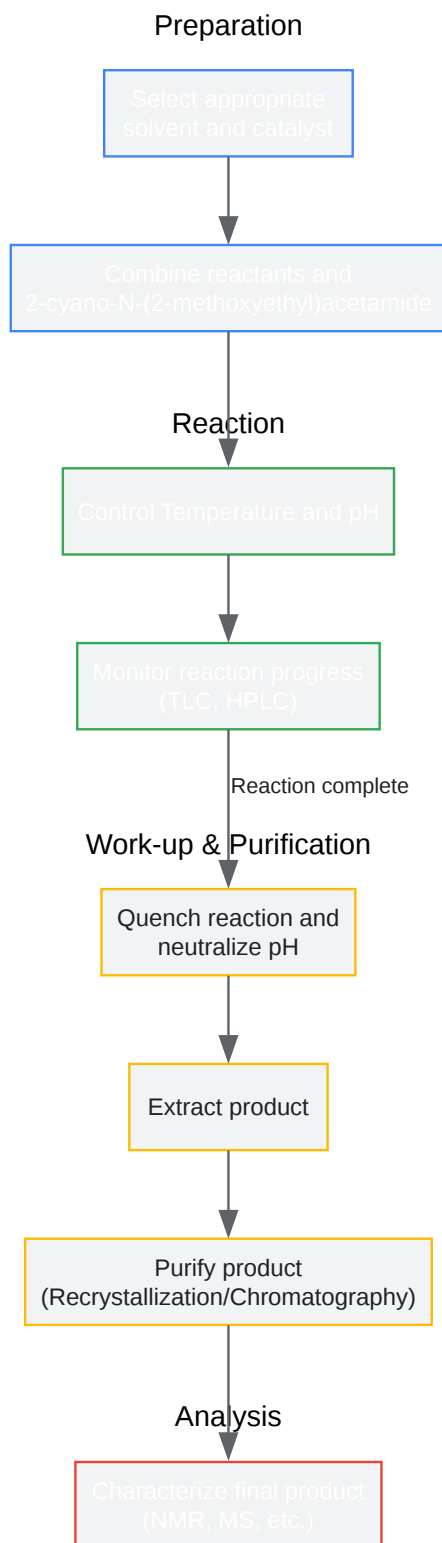 Preparation
Select appropriate
solvent and catalyst
Combine reactants and
2-cyano-N-(2-methoxyethyl)acetamide
Reaction
Control Temperature and pH
Monitor reaction progress
(TLC, HPLC)
Reaction complete
Work-up & Purification
Quench reaction and
neutralize pH
Extract product
Purify product
(Recrystallization/Chromatography)
Analysis
Characterize final product
(NMR, MS, etc.)